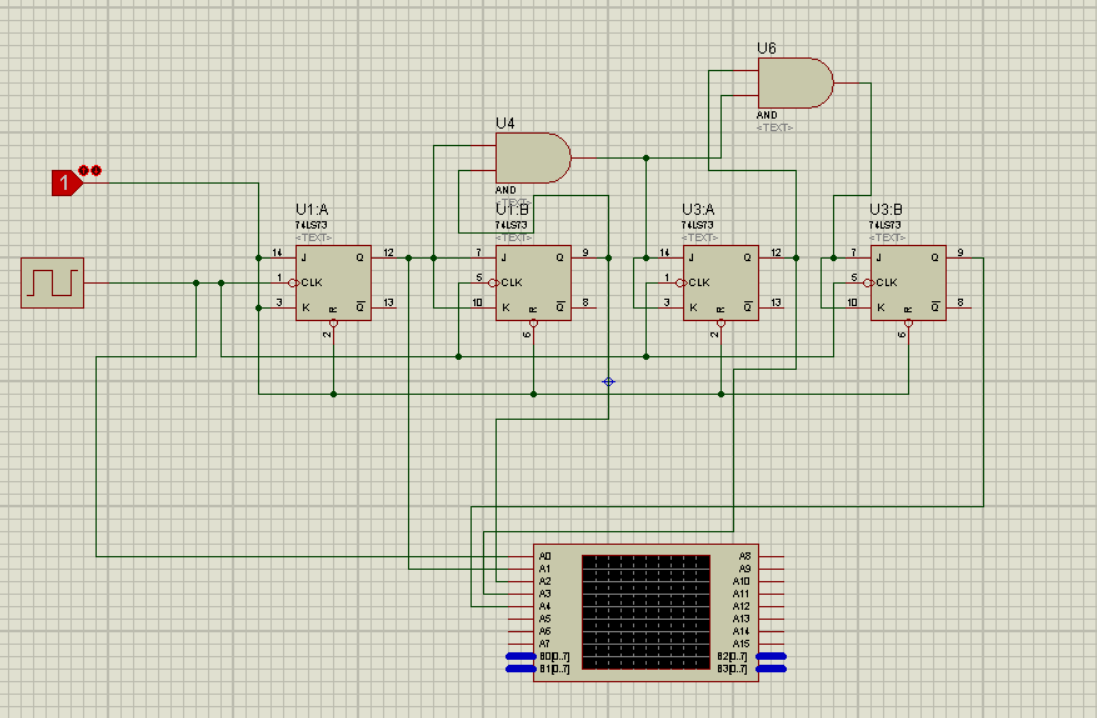 U6
AND
<TEXT>
U4
AND
<TEXT>
1
U1:A
74LS73
<TEXT>
U1:B
74LS73
U3:A
74LS73
<TEXT>
U3:B
74LS73
<TEXT>
14 J Q 12
1 CLK
3 K Q 13
R
2
7 J Q 9
5 CLK
10 K Q 8
R
6
14 J Q 12
1 CLK
3 K Q 13
R
2
7 J Q 9
5 CLK
10 K Q 8
R
6
A0 A8
A1 A9
A2 A10
A3 A11
A4 A12
A5 A13
A6 A14
A7 A15
B0[0..7] B2[0..7]
B1[0..7] B3[0..7]